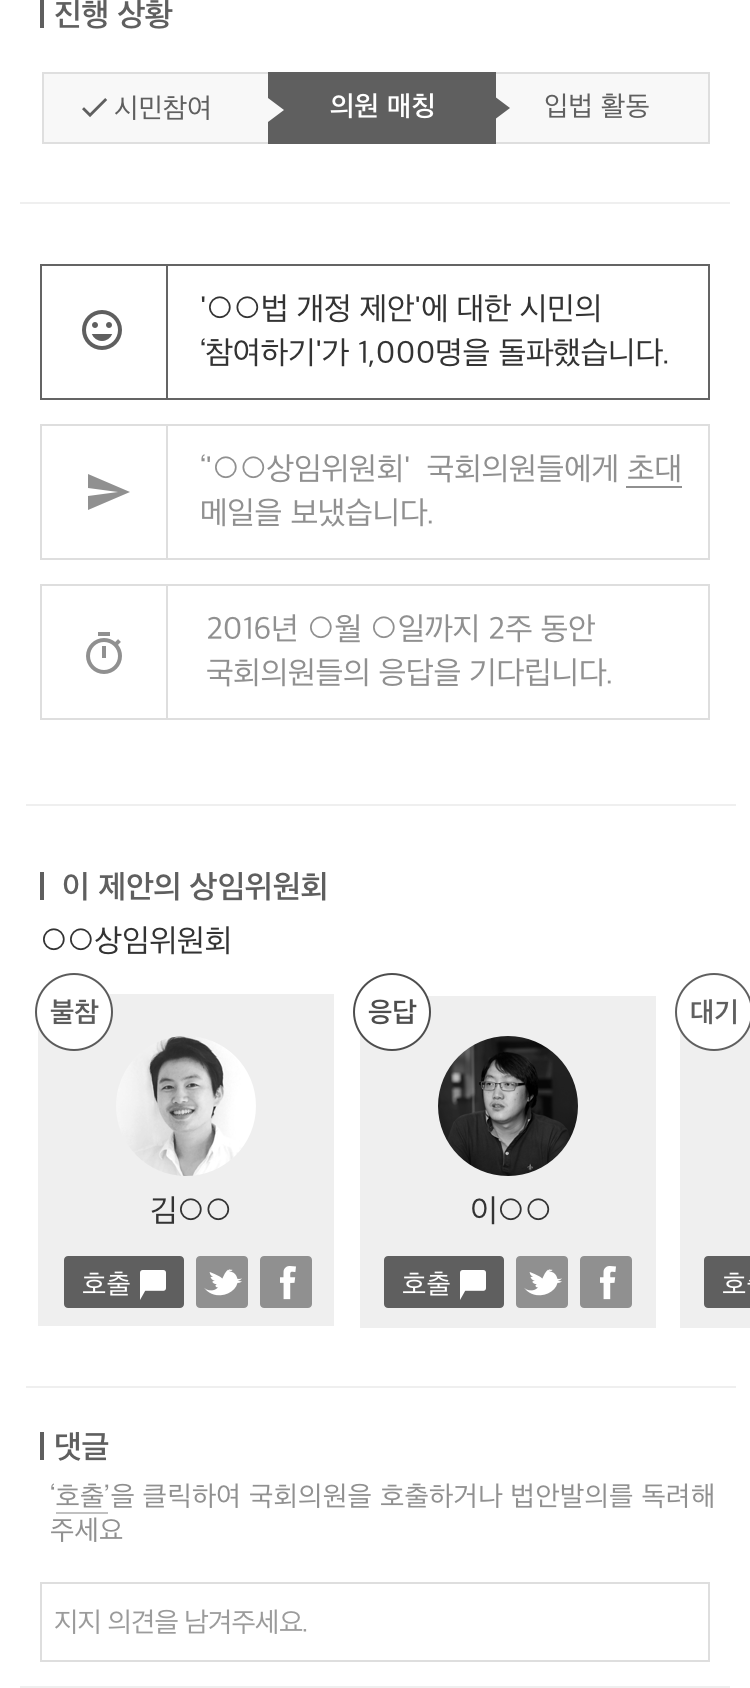 진행 상황
시민참여 의원 매칭 입법 활동
'○○법 개정 제안'에 대한 시민의
‘참여하기'가 1,000명을 돌파했습니다.
‘'○○상임위원회' 국회의원들에게 초대
메일을 보냈습니다.
2016년 ○월 ○일까지 2주 동안
국회의원들의 응답을 기다립니다.
이 제안의 상임위원회
○○상임위원회
불참 응답 대기
김○○ 이○○
호출 호출
댓글
‘호출’을 클릭하여 국회의원을 호출하거나 법안발의를 독려해
주세요
지지 의견을 남겨주세요.